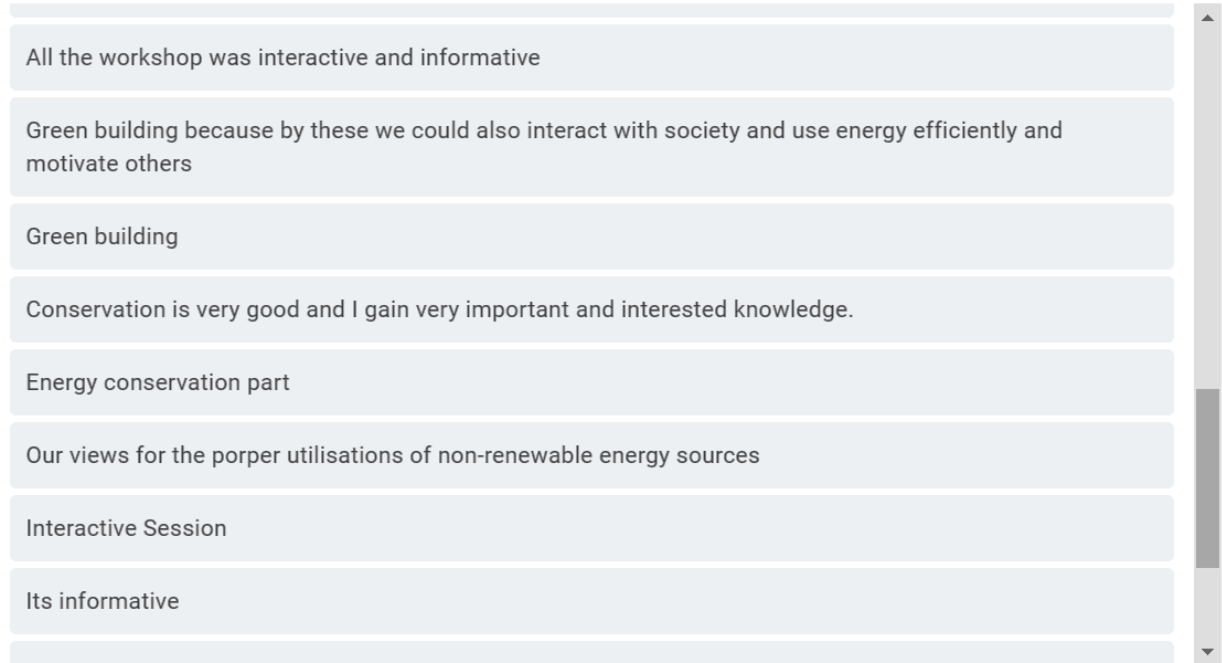 All the workshop was interactive and informative
Green building because by these we could also interact with society and use energy efficiently and
motivate others
Green building
Conservation is very good and I gain very important and interested knowledge.
Energy conservation part
Our views for the porper utilisations of non-renewable energy sources
Interactive Session
Its informative